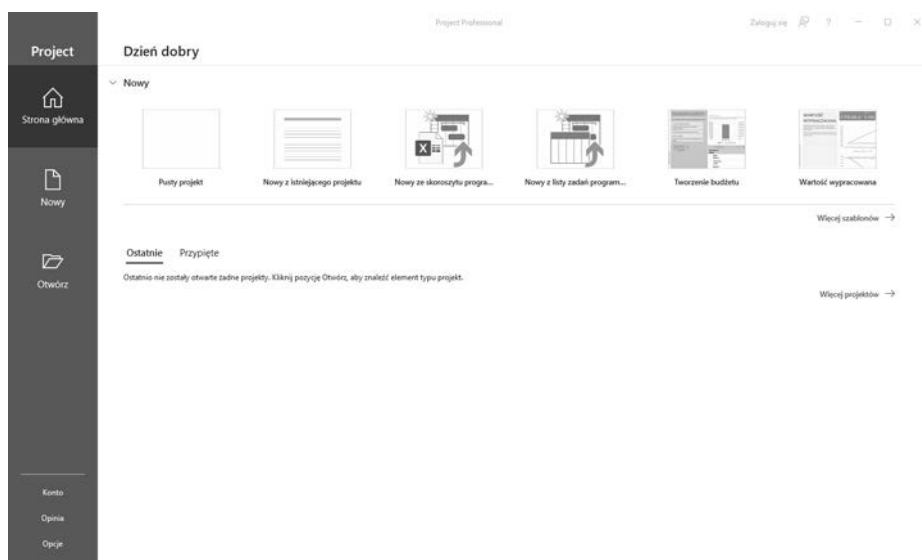 Project Professional
Zaloguj się
?
Project
Dzień dobry
Strona główna
Nowy
Otwórz
Nowy
Pusty projekt
Nowy z istniejącego projektu
Nowy ze skoroszytu progra...
Nowy z listy zadań program...
Tworzenie budżetu
Wartość wypracowana
Więcej szablonów
Ostatnie
Przypięte
Ostatnio nie zostały otwarte żadne projekty. Kliknij pozycję Otwórz, aby znaleźć element typu projekt.
Więcej projektów
Konto
Opinia
Opcje